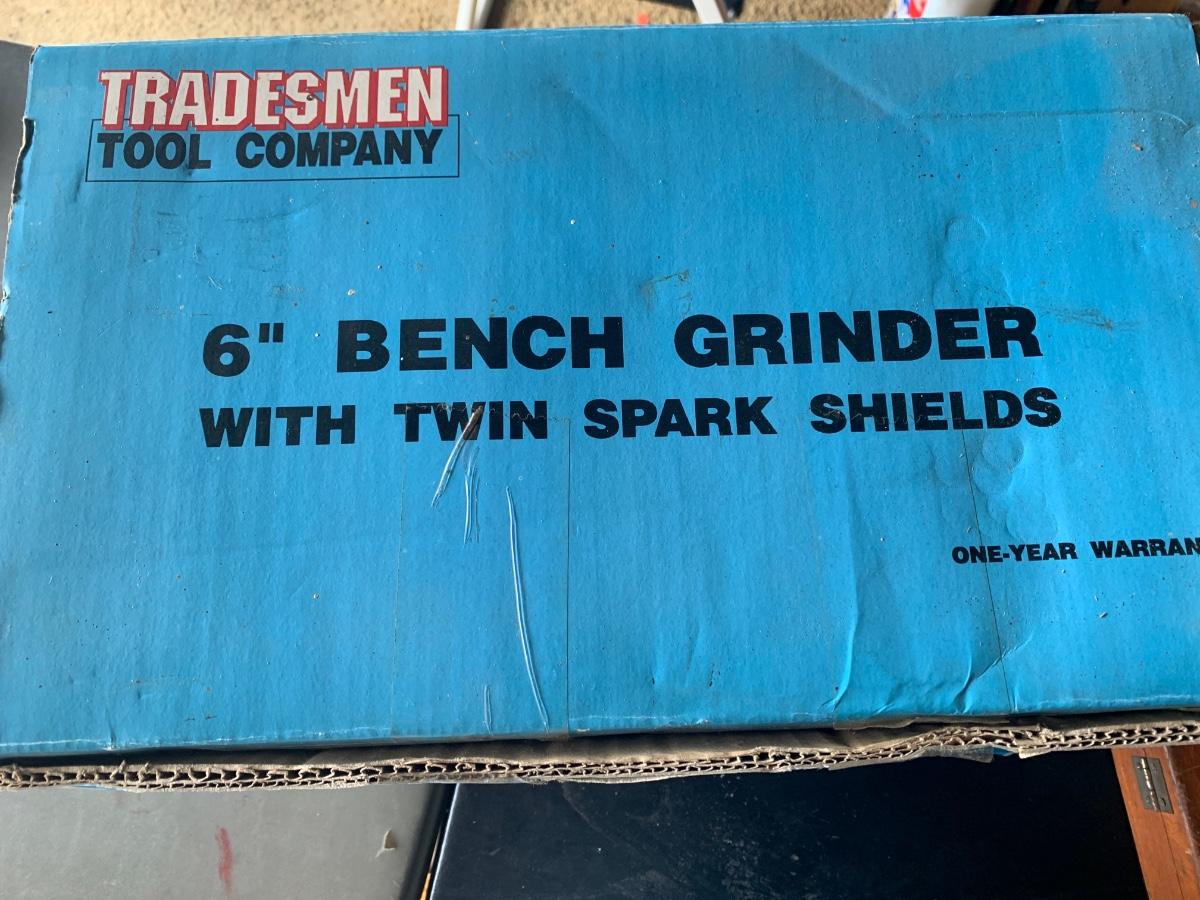 TRADESMEN
TOOL COMPANY
6" BENCH GRINDER
WITH TWIN SPARK SHIELDS
ONE-YEAR WARRAN